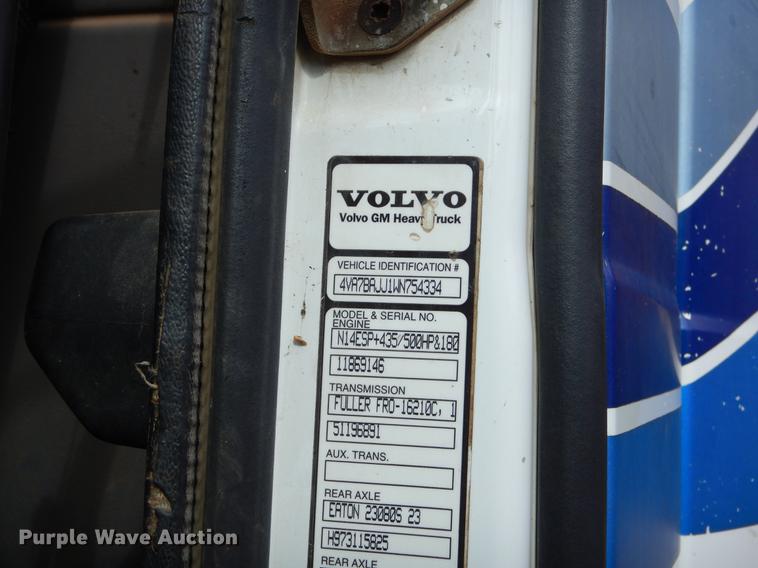 VOLVO
Volvo GM Heavy Truck
VEHICLE IDENTIFICATION #
4VA7BAJJ1WN754334
MODEL & SERIAL NO.
ENGINE
N14ESP+435/500HP&180
11869146
TRANSMISSION
FULLER FRO-16210C, 1
51196891
AUX. TRANS.
REAR AXLE
EATON 23080S 23
H973115825
REAR AXLE
Purple Wave Auction